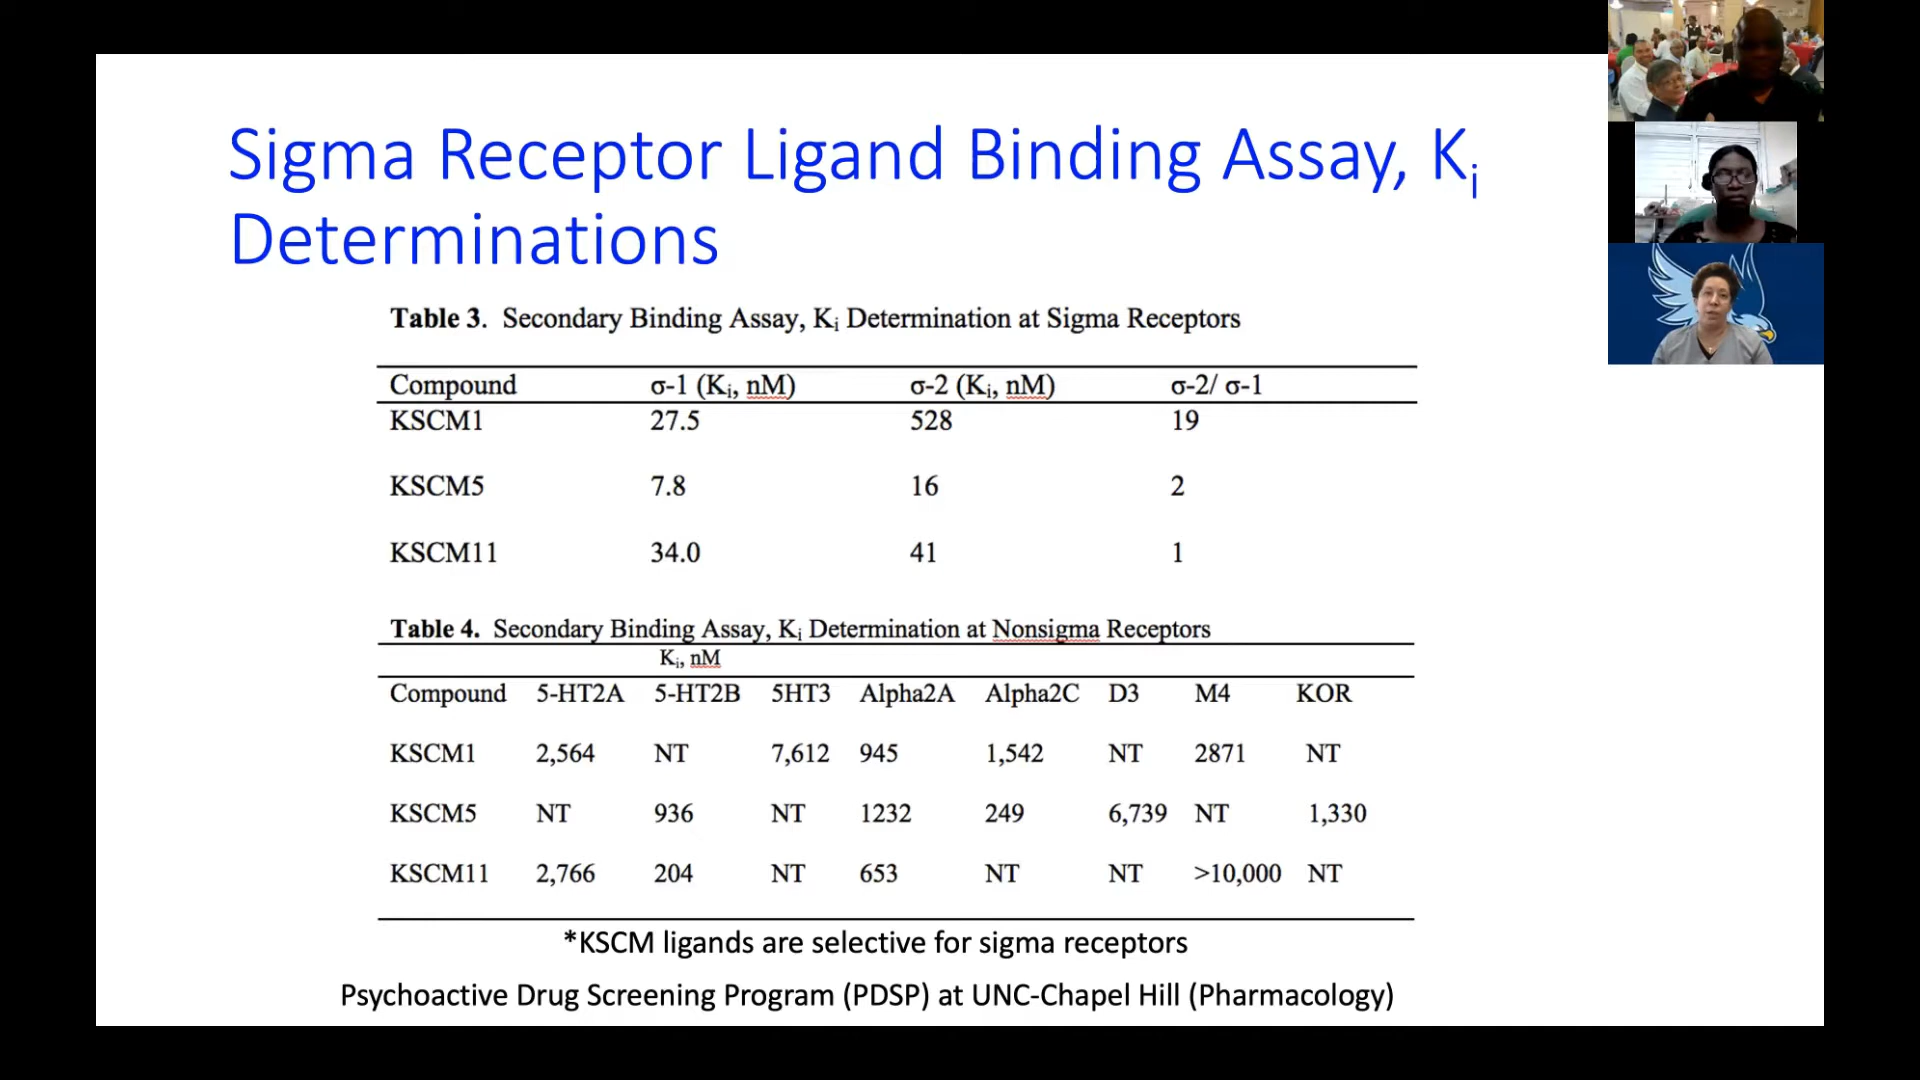 Sigma Receptor Ligand Binding Assay, Ki
Determinations
Table 3. Secondary Binding Assay, Ki Determination at Sigma Receptors
Compound σ-1 (Ki, nM) σ-2 (Ki, nM) σ-2/ σ-1
KSCM1 27.5 528 19
KSCM5 7.8 16 2
KSCM11 34.0 41 1
Table 4. Secondary Binding Assay, Ki Determination at Nonsigma Receptors
Ki, nM
Compound 5-HT2A 5-HT2B 5HT3 Alpha2A Alpha2C D3 M4 KOR
KSCM1 2,564 NT 7,612 945 1,542 NT 2871 NT
KSCM5 NT 936 NT 1232 249 6,739 NT 1,330
KSCM11 2,766 204 NT 653 NT NT >10,000 NT
*KSCM ligands are selective for sigma receptors
Psychoactive Drug Screening Program (PDSP) at UNC-Chapel Hill (Pharmacology)